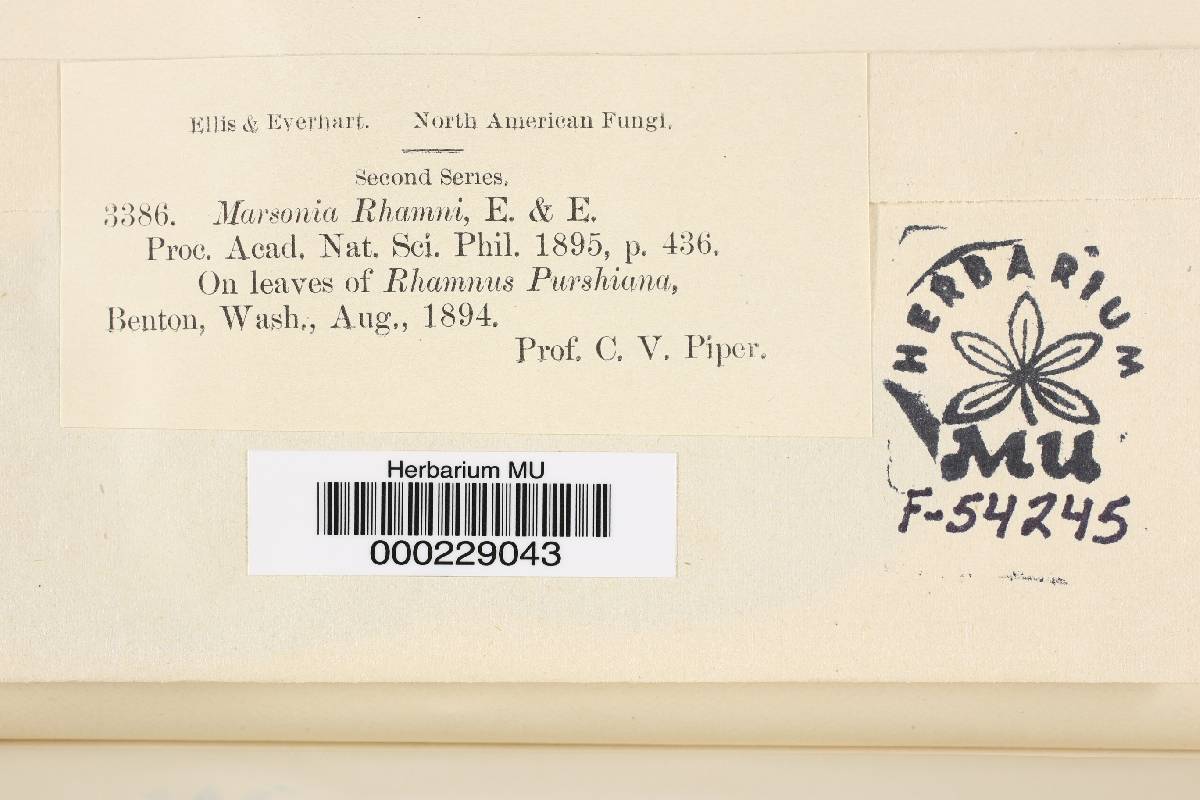 Ellis & Everhart. North American Fungi.
Second Series.
3386. Marsonia Rhamni, E. & E.
Proc. Acad. Nat. Sci. Phil. 1895, p. 436.
On leaves of Rhamnus Purshiana,
Benton, Wash., Aug., 1894.
Prof. C. V. Piper.
HERBARIUM
MU
F-54245
Herbarium MU
000229043